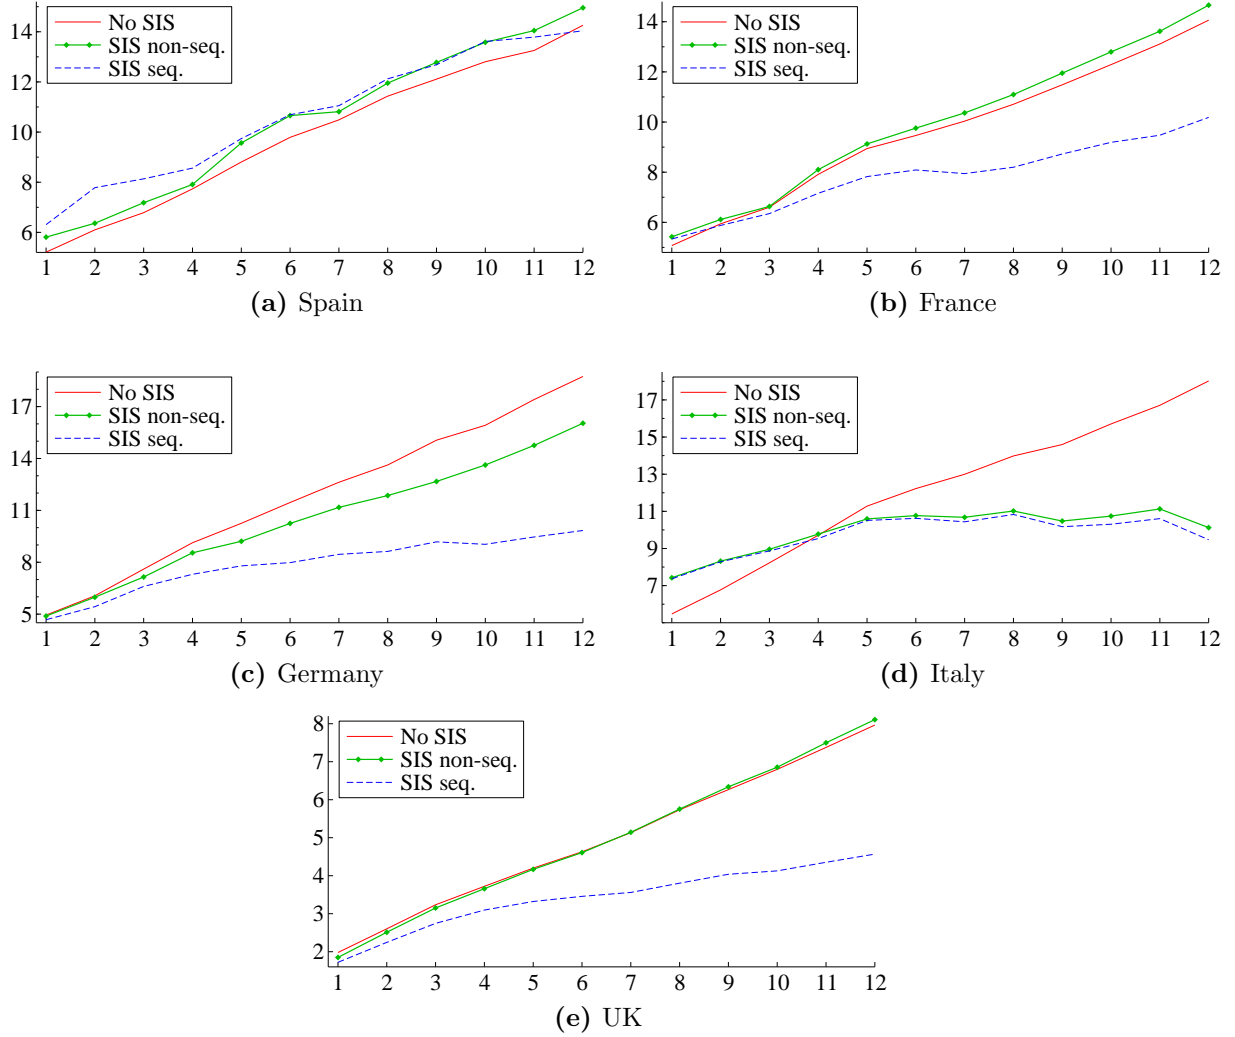 14
12
10
8
6
No SIS
SIS non-seq.
SIS seq.
1 2 3 4 5 6 7 8 9 10 11 12
(a) Spain
14
12
10
8
6
No SIS
SIS non-seq.
SIS seq.
1 2 3 4 5 6 7 8 9 10 11 12
(b) France
17
14
11
8
5
No SIS
SIS non-seq.
SIS seq.
1 2 3 4 5 6 7 8 9 10 11 12
(c) Germany
17
15
13
11
9
7
No SIS
SIS non-seq.
SIS seq.
1 2 3 4 5 6 7 8 9 10 11 12
(d) Italy
8
7
6
5
4
3
2
No SIS
SIS non-seq.
SIS seq.
1 2 3 4 5 6 7 8 9 10 11 12
(e) UK